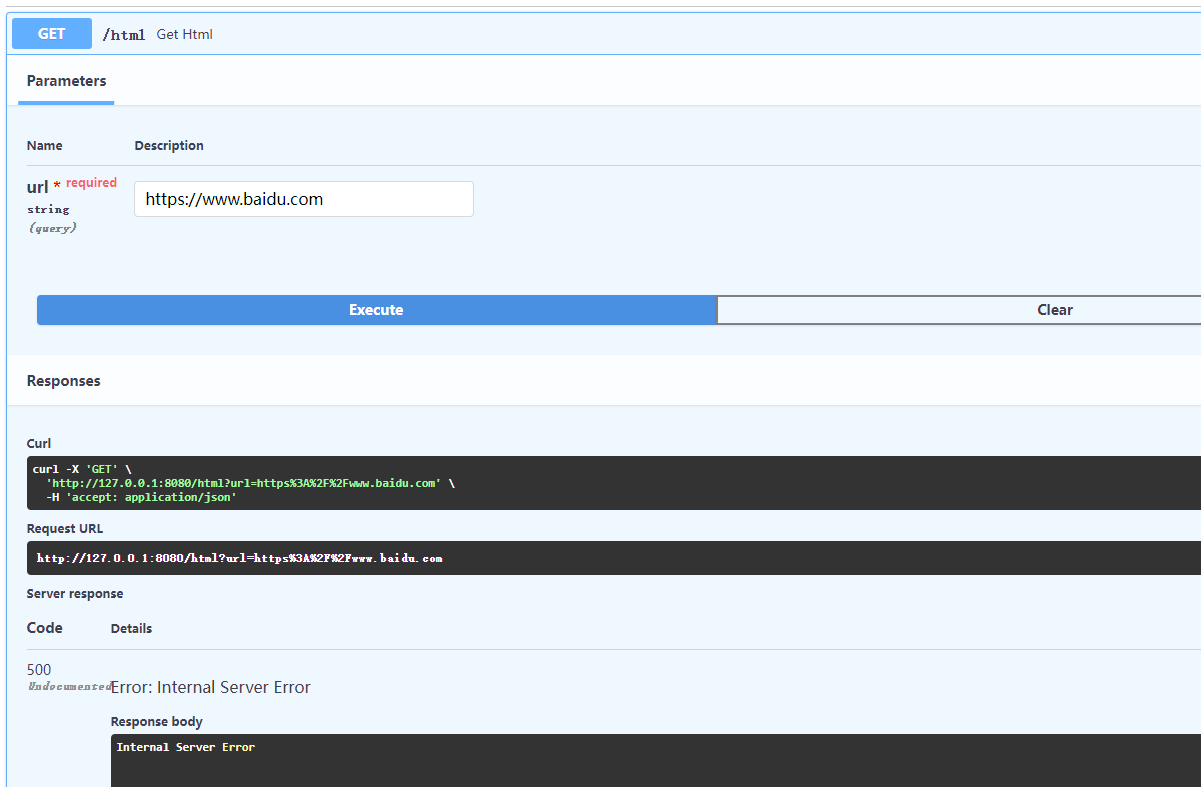 GET /html Get Html
Parameters
Name Description
url * required
string
(query)
https://www.baidu.com
Execute Clear
Responses
Curl
curl -X 'GET' \
'http://127.0.0.1:8080/html?url=https%3A%2F%2Fwww.baidu.com' \
-H 'accept: application/json'
Request URL
http://127.0.0.1:8080/html?url=https%3A%2F%2Fwww.baidu.com
Server response
Code Details
500
Undocumented Error: Internal Server Error
Response body
Internal Server Error